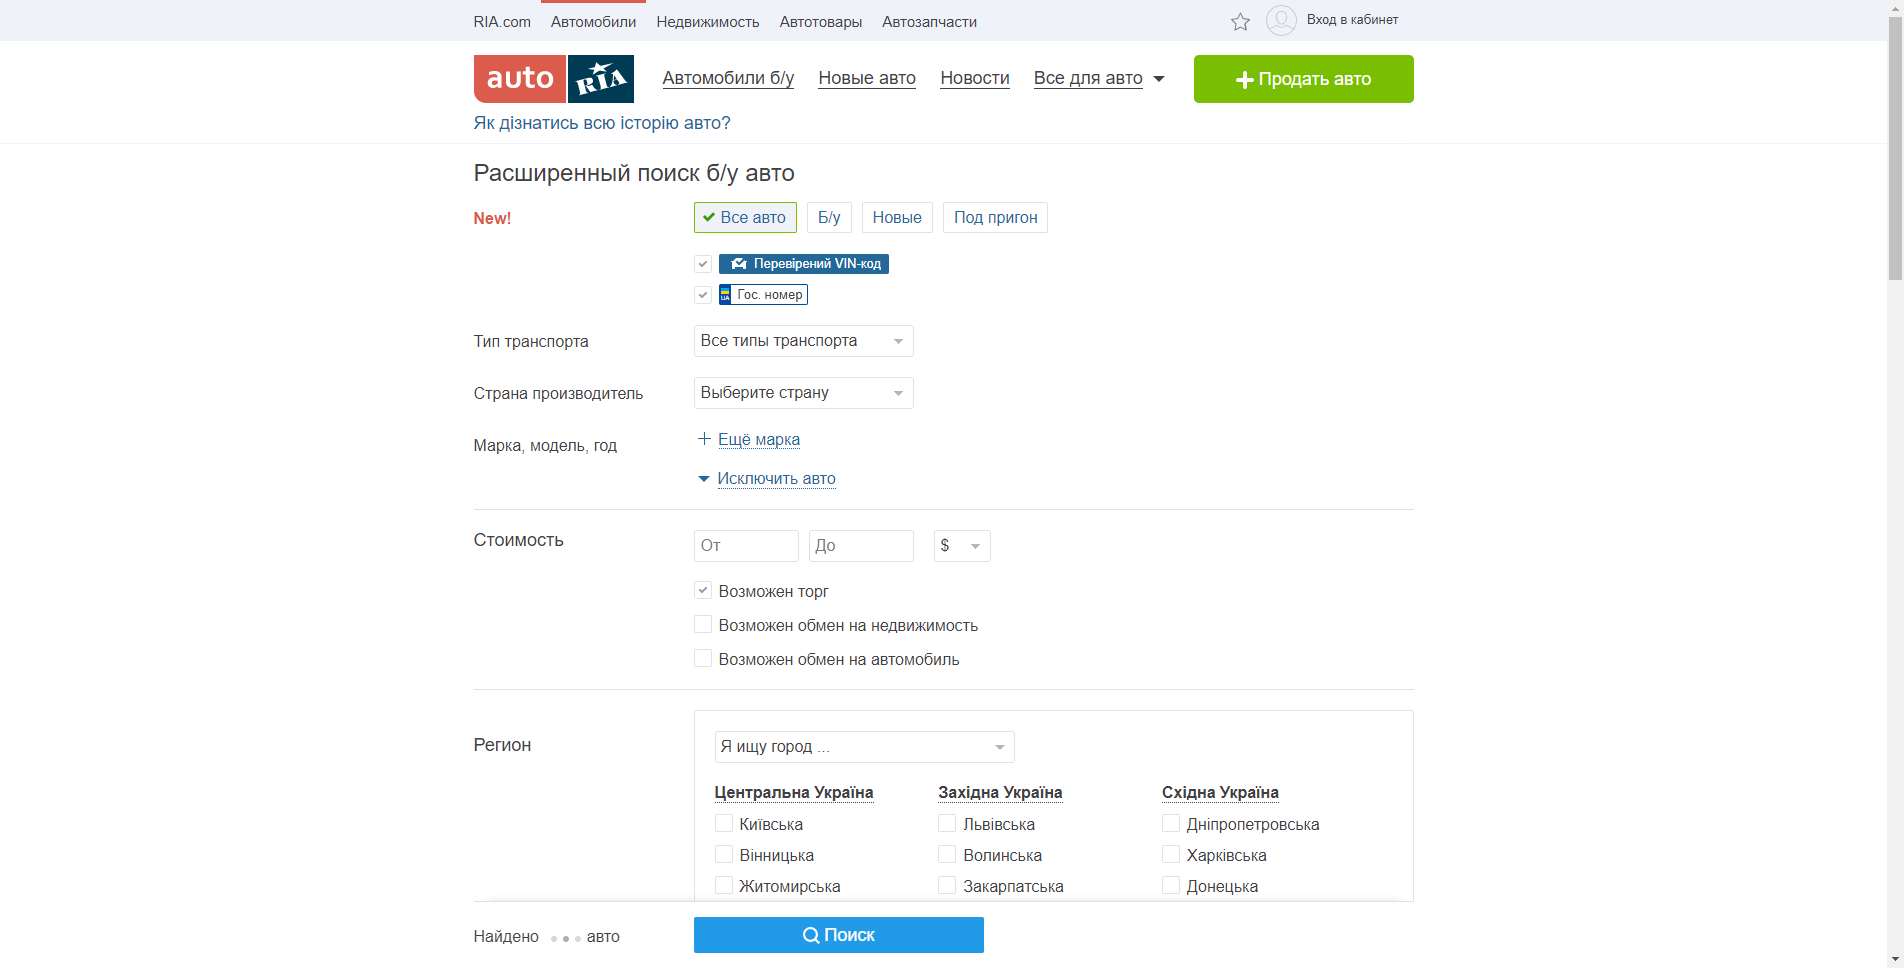 RIA.com Автомобили Недвижимость Автотовары Автозапчасти Вход в кабинет
auto RIA Автомобили б/у Новые авто Новости Все для авто Продать авто
Як дізнатись всю історію авто?
Расширенный поиск б/у авто
New! Все авто Б/у Новые Под пригон
Перевірений VIN-код
UA Гос. номер
Тип транспорта Все типы транспорта
Страна производитель Выберите страну
Марка, модель, год Ещё марка
Исключить авто
Стоимость От До $
Возможен торг
Возможен обмен на недвижимость
Возможен обмен на автомобиль
Регион Я ищу город ...
Центральна Україна Західна Україна Східна Україна
Київська Львівська Дніпропетровська
Вінницька Волинська Харківська
Житомирська Закарпатська Донецька
Найдено авто Поиск